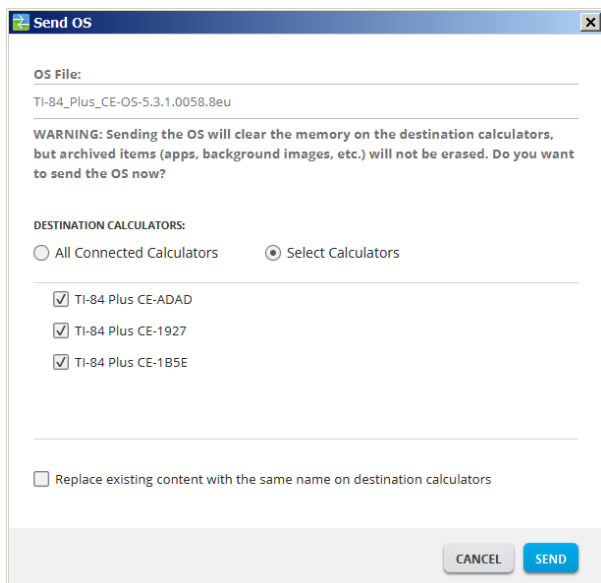 Send OS
OS File:
TI-84_Plus_CE-OS-5.3.1.0058.8eu
WARNING: Sending the OS will clear the memory on the destination calculators,
but archived items (apps, background images, etc.) will not be erased. Do you want
to send the OS now?
DESTINATION CALCULATORS:
All Connected Calculators
Select Calculators
TI-84 Plus CE-ADAD
TI-84 Plus CE-1927
TI-84 Plus CE-1B5E
Replace existing content with the same name on destination calculators
CANCEL
SEND